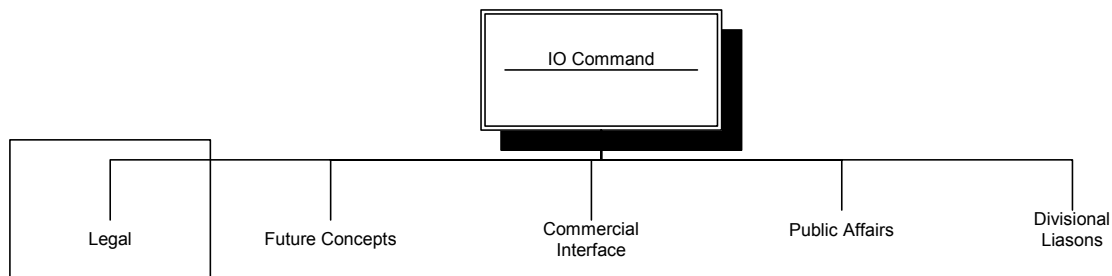 IO Command
Legal
Future Concepts
Commercial
Interface
Public Affairs
Divisional
Liasons